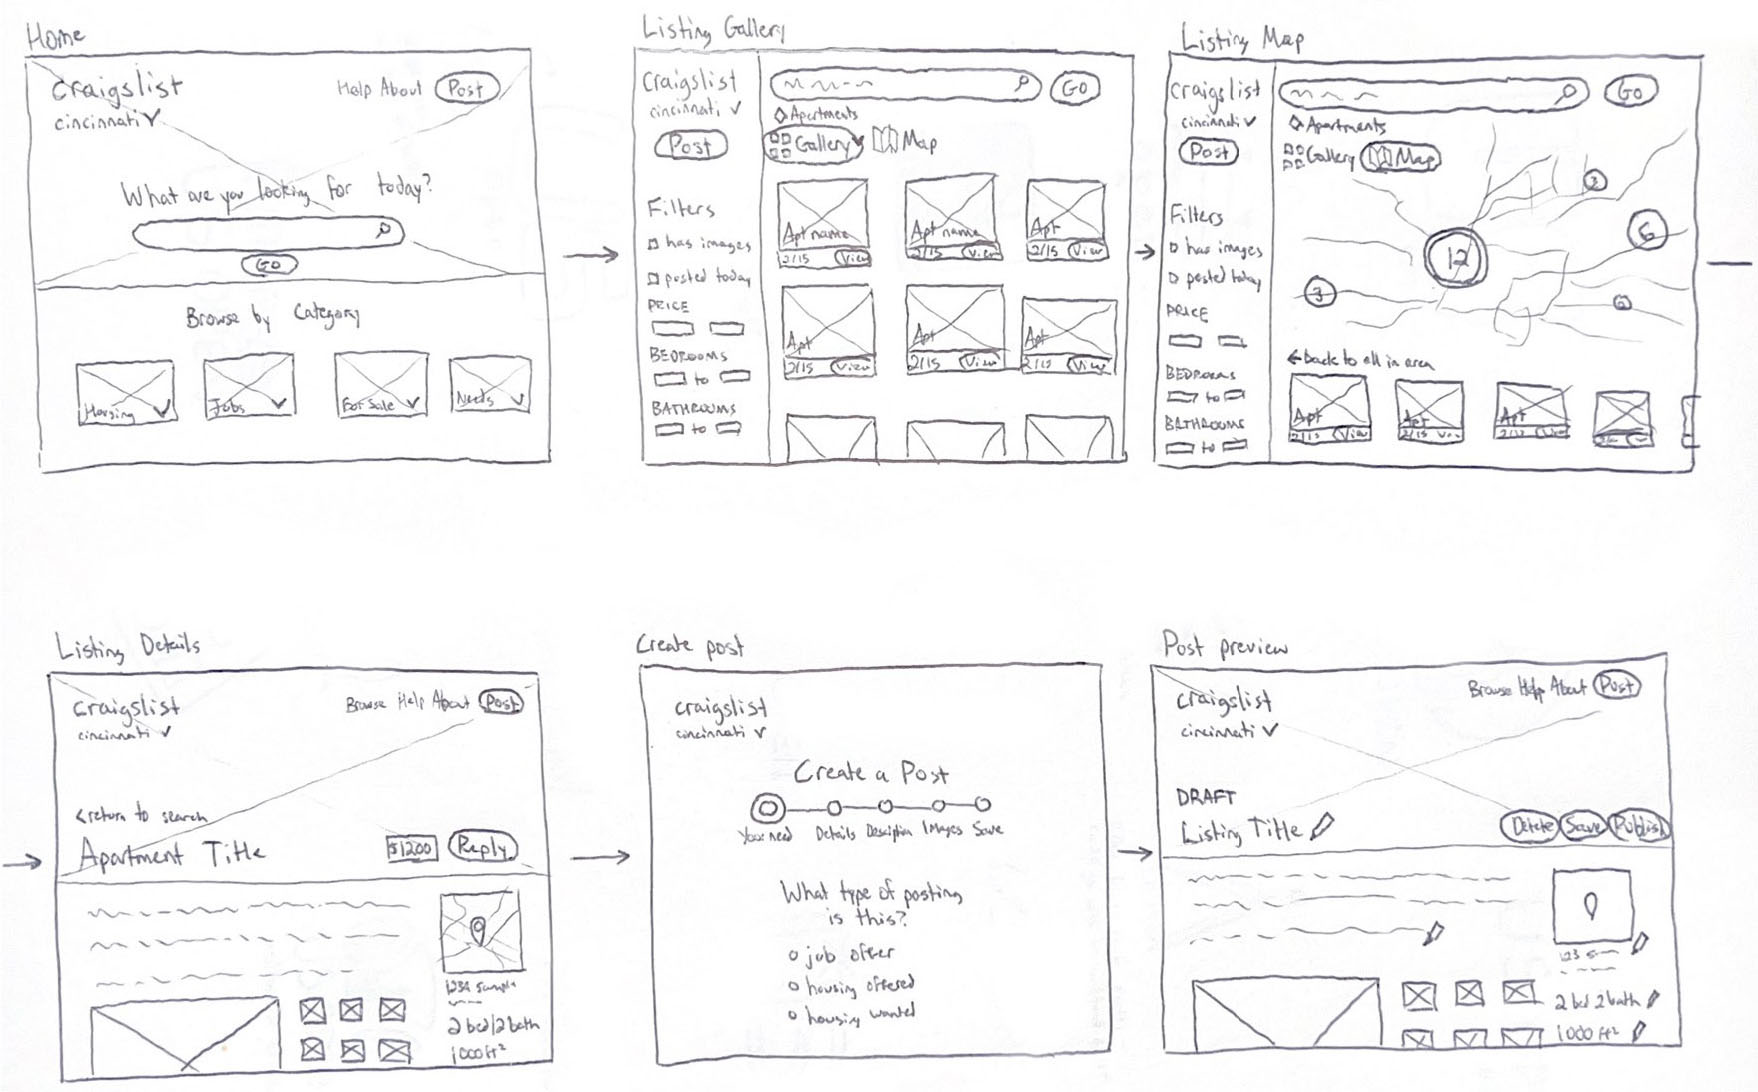 Home
craigslist
Help About Post
cincinnati
What are you looking for today?
GO
Browse by Category
Housing
Jobs
For Sale
Needs
Listing Gallery
craigslist
cincinnati
Post
GO
Apartments
Gallery Map
Filters
has images
posted today
PRICE
BEDROOMS
to
BATHROOMS
to
Apt name
2/15 View
Apt name
2/15 View
Apt
2/15 View
Apt
2/15 View
Apt
2/15 View
Apt
2/15 View
Listing Map
craigslist
cincinnati
Post
GO
Apartments
Gallery Map
Filters
has images
posted today
PRICE
BEDROOMS
to
BATHROOMS
to
12
6
3
back to all in area
Apt
2/15 View
Apt
2/15 View
Apt
2/15 View
Listing Details
craigslist
Browse Help About Post
cincinnati
<return to search
Apartment Title
$1200
Reply
1234 sample
2 bed/2 bath
1000 ft²
Create post
craigslist
cincinnati
Create a Post
Your need Details Description Images Save
What type of posting
is this?
job offer
housing offered
housing wanted
Post preview
craigslist
Browse Help About Post
cincinnati
DRAFT
Listing Title
Delete Save Publish
123
2 bed 2 bath
1000 ft²